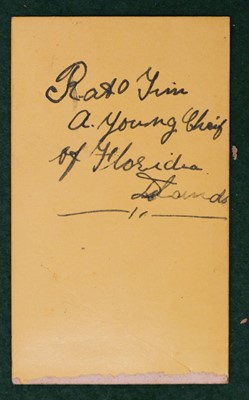 Rato Tim
A. Young Chief
of Florida
Islands